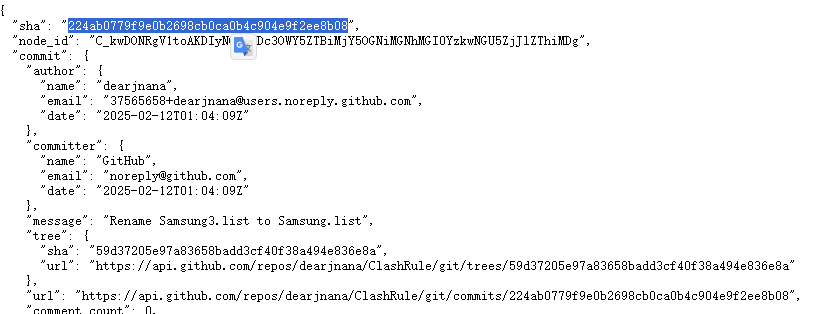 {
  "sha": "224ab0779f9e0b2698cb0ca0b4c904e9f2ee8b08",
  "node_id":
  "commit": {
    "author": {
      "name": "dearjnana",
      "email": "37565658+dearjnana@users.noreply.github.com",
      "date": "2025-02-12T01:04:09Z"
    },
    "committer": {
      "name": "GitHub",
      "email": "noreply@github.com",
      "date": "2025-02-12T01:04:09Z"
    },
    "message": "Rename Samsung3.list to Samsung.list",
    "tree": {
      "sha": "59d37205e97a83658badd3cf40f38a494e836e8a",
      "url": "https://api.github.com/repos/dearjnana/ClashRule/git/trees/59d37205e97a83658badd3cf40f38a494e836e8a"
    },
    "url": "https://api.github.com/repos/dearjnana/ClashRule/git/commits/224ab0779f9e0b2698cb0ca0b4c904e9f2ee8b08",
    "comment_count": 0,